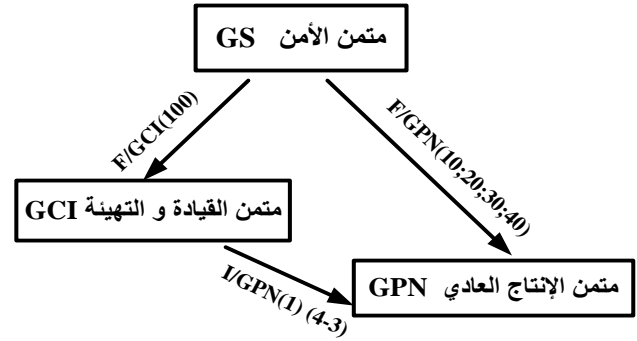 متمن الأمن GS
F/GCI(100)
F/GPN(10;20;30;40)
متمن القيادة و التهيئة GCI
I/GPN(1) (4-3)
متمن الإنتاج العادي GPN